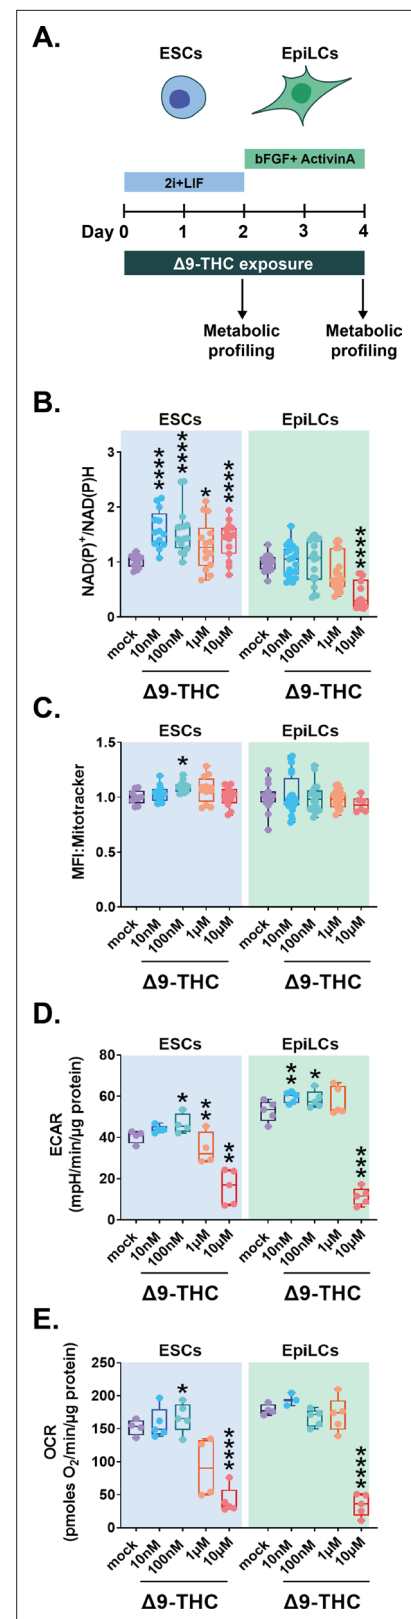 A.
ESCs EpiLCs
bFGF+ ActivinA
2i+LIF
Day 0 1 2 3 4
Δ9-THC exposure
Metabolic profiling Metabolic profiling
B.
ESCs EpiLCs
NAD(P)+/NAD(P)H
3
2
1
0
**** **** * **** ****
mock 10nM 100nM 1µM 10µM mock 10nM 100nM 1µM 10µM
Δ9-THC Δ9-THC
C.
ESCs EpiLCs
MFI:Mitotracker
1.5
1.0
0.5
0.0
*
mock 10nM 100nM 1µM 10µM mock 10nM 100nM 1µM 10µM
Δ9-THC Δ9-THC
D.
ESCs EpiLCs
ECAR
(mpH/min/µg protein)
80
60
40
20
0
* ** ** ** * ***
mock 10nM 100nM 1µM 10µM mock 10nM 100nM 1µM 10µM
Δ9-THC Δ9-THC
E.
ESCs EpiLCs
OCR
(pmoles O2/min/µg protein)
250
200
150
100
50
0
* **** ****
mock 10nM 100nM 1µM 10µM mock 10nM 100nM 1µM 10µM
Δ9-THC Δ9-THC